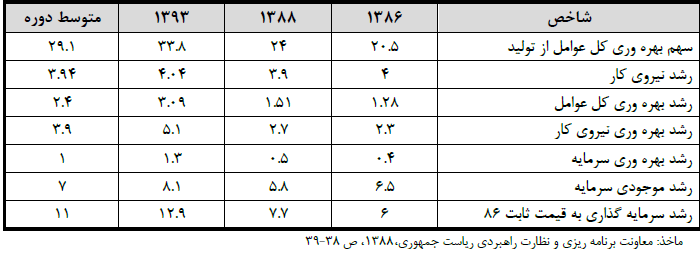 شاخص ۱۳۸۶ ۱۳۸۸ ۱۳۹۳ متوسط دوره
سهم بهره وری کل عوامل از تولید ۲۰.۵ ۲۴ ۳۳.۸ ۲۹.۱
رشد نیروی کار ۴ ۳.۹ ۴.۰۴ ۳.۹۴
رشد بهره وری کل عوامل ۱.۲۸ ۱.۵۱ ۳.۰۹ ۲.۴
رشد بهره وری نیروی کار ۲.۳ ۲.۷ ۵.۱ ۳.۹
رشد بهره وری سرمایه ۰.۴ ۰.۵ ۱.۳ ۱
رشد موجودی سرمایه ۶.۵ ۵.۸ ۸.۱ ۷
رشد سرمایه گذاری به قیمت ثابت ۸۶ ۶ ۷.۷ ۱۲.۹ ۱۱
ماخذ: معاونت برنامه ریزی و نظارت راهبردی ریاست جمهوری،۱۳۸۸، ص ۳۸-۳۹